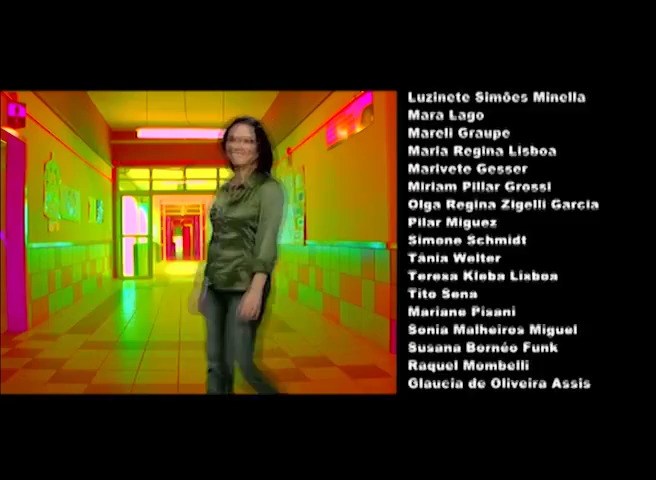 Luzinete Simões Minella
Mara Lago
Mareli Graupe
Maria Regina Lisboa
Marivete Gesser
Miriam Pillar Grossi
Olga Regina Zigelli Garcia
Pilar Miguez
Simone Schmidt
Tânia Welter
Teresa Kleba Lisboa
Tito Sena
Mariane Pisani
Sonia Malheiros Miguel
Susana Bornéo Funk
Raquel Mombelli
Glaucia de Oliveira Assis